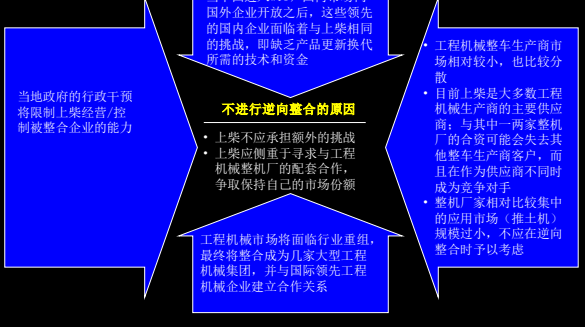 国外企业开放之后，这些领先
的国内企业面临着与上柴相同
的挑战，即缺乏产品更新换代
所需的技术和资金
当地政府的行政干预
将限制上柴经营/控
制被整合企业的能力
不进行逆向整合的原因
• 上柴不应承担额外的挑战
• 上柴应侧重于寻求与工程
机械整机厂的配套合作，
争取保持自己的市场份额
• 工程机械整车生产商市
场相对较小，也比较分
散
• 目前上柴是大多数工程
机械生产商的主要供应
商；与其中一两家整机
厂的合资可能会失去其
他整车生产商客户，而
且在作为供应商不同时
成为竞争对手
• 整机厂家相对比较集中
的应用市场（推土机）
规模过小，不应在逆向
整合时予以考虑
工程机械市场将面临行业重组，
最终将整合成为几家大型工程
机械集团，并与国际领先工程
机械企业建立合作关系